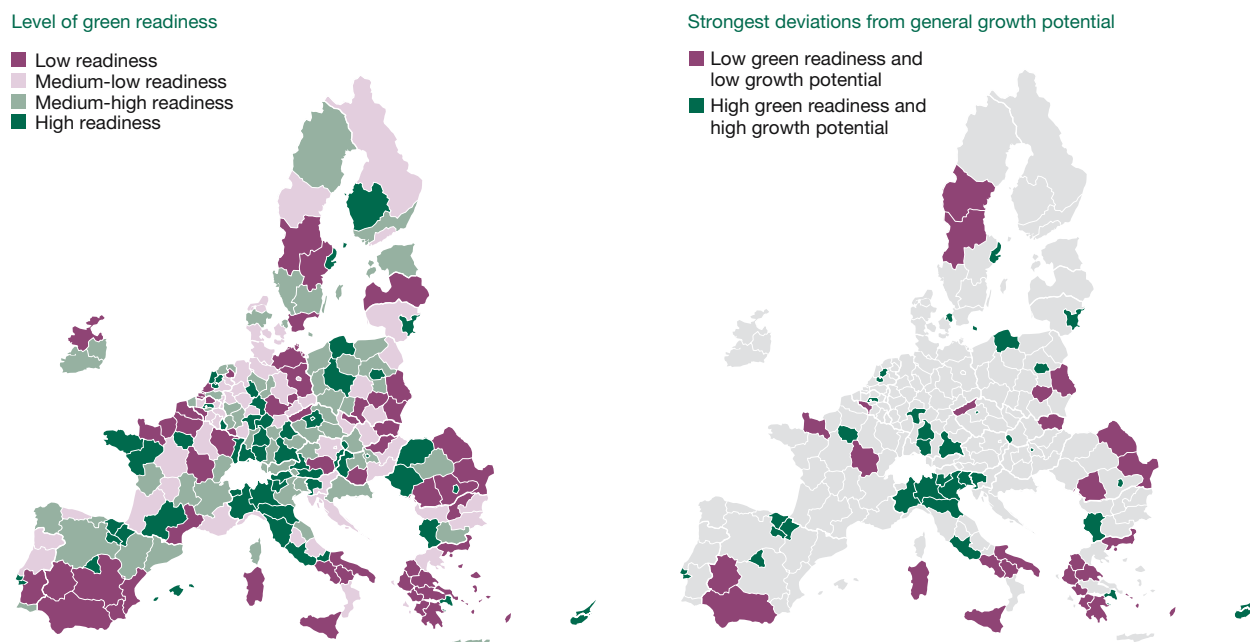 Level of green readiness
Low readiness
Medium-low readiness
Medium-high readiness
High readiness
Strongest deviations from general growth potential
Low green readiness and
low growth potential
High green readiness and
high growth potential